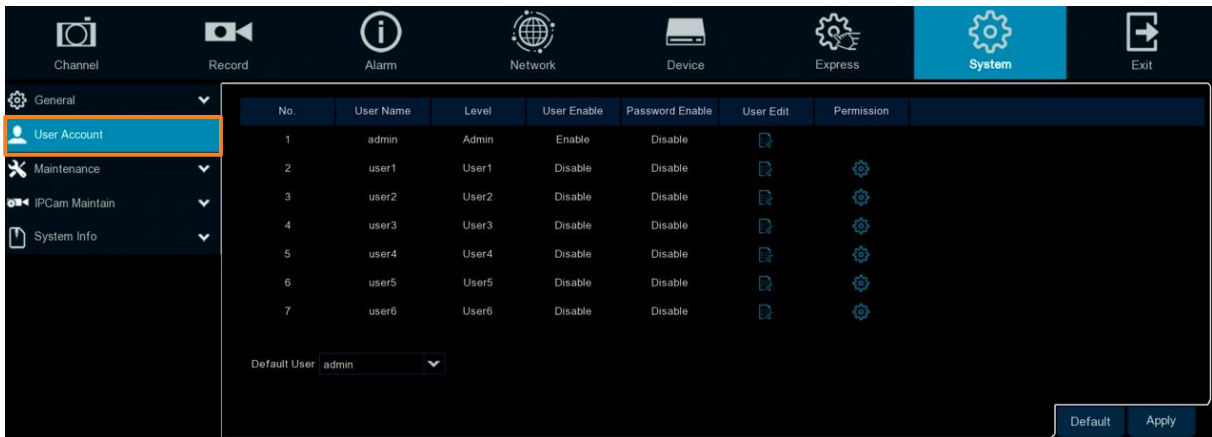 Channel Record Alarm Network Device Express System Exit
General
User Account
Maintenance
IPCam Maintain
System Info
No. User Name Level User Enable Password Enable User Edit Permission
1 admin Admin Enable Disable
2 user1 User1 Disable Disable
3 user2 User2 Disable Disable
4 user3 User3 Disable Disable
5 user4 User4 Disable Disable
6 user5 User5 Disable Disable
7 user6 User6 Disable Disable
Default User admin
Default Apply